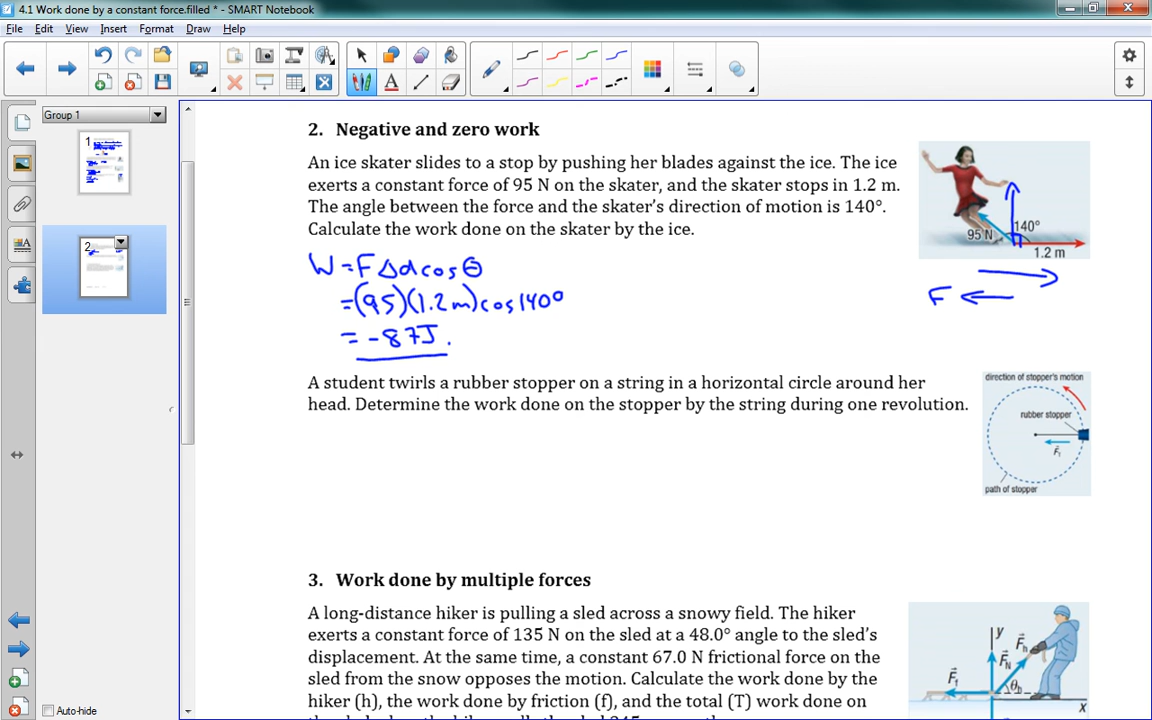 4.1 Work done by a constant force.filled * - SMART Notebook
File Edit View Insert Format Draw Help
Group 1
1
2
2. Negative and zero work
An ice skater slides to a stop by pushing her blades against the ice. The ice
exerts a constant force of 95 N on the skater, and the skater stops in 1.2 m.
The angle between the force and the skater's direction of motion is 140°.
Calculate the work done on the skater by the ice.
95 N
140°
1.2 m
F
W = FΔdcosθ
= (95)(1.2m)cos140°
= -87J.
A student twirls a rubber stopper on a string in a horizontal circle around her
head. Determine the work done on the stopper by the string during one revolution.
direction of stopper's motion
rubber stopper
path of stopper
3. Work done by multiple forces
A long-distance hiker is pulling a sled across a snowy field. The hiker
exerts a constant force of 135 N on the sled at a 48.0° angle to the sled's
displacement. At the same time, a constant 67.0 N frictional force on the
sled from the snow opposes the motion. Calculate the work done by the
hiker (h), the work done by friction (f), and the total (T) work done on
y
Fh
FN
Ff
θh
x
Auto-hide